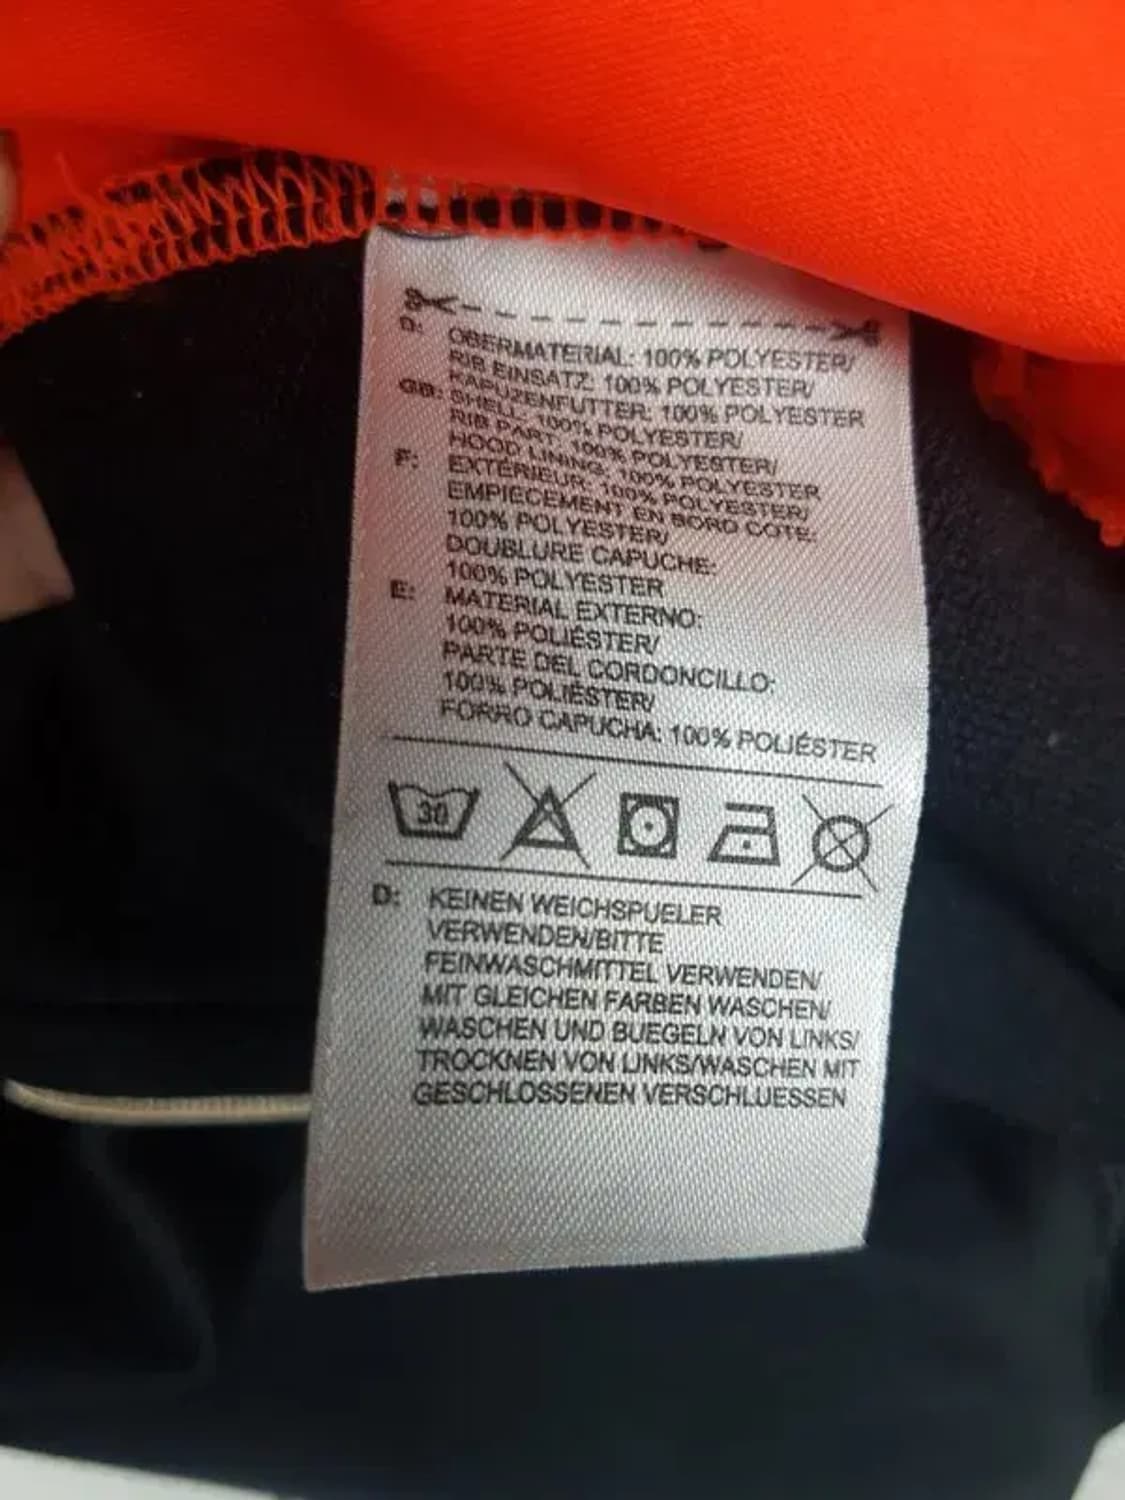 D: OBERMATERIAL: 100% POLYESTER/
RIB EINSATZ: 100% POLYESTER/
KAPUZENFUTTER: 100% POLYESTER
GB: SHELL: 100% POLYESTER/
RIB PART: 100% POLYESTER/
HOOD LINING: 100% POLYESTER
F: EXTÉRIEUR: 100% POLYESTER/
EMPIECEMENT EN BORD COTE:
100% POLYESTER/
DOUBLURE CAPUCHE:
100% POLYESTER
E: MATERIAL EXTERNO:
100% POLIÉSTER/
PARTE DEL CORDONCILLO:
100% POLIÉSTER/
FORRO CAPUCHA: 100% POLIÉSTER
30
D: KEINEN WEICHSPUELER
VERWENDEN/BITTE
FEINWASCHMITTEL VERWENDEN/
MIT GLEICHEN FARBEN WASCHEN/
WASCHEN UND BUEGELN VON LINKS/
TROCKNEN VON LINKS/WASCHEN MIT
GESCHLOSSENEN VERSCHLUESSEN